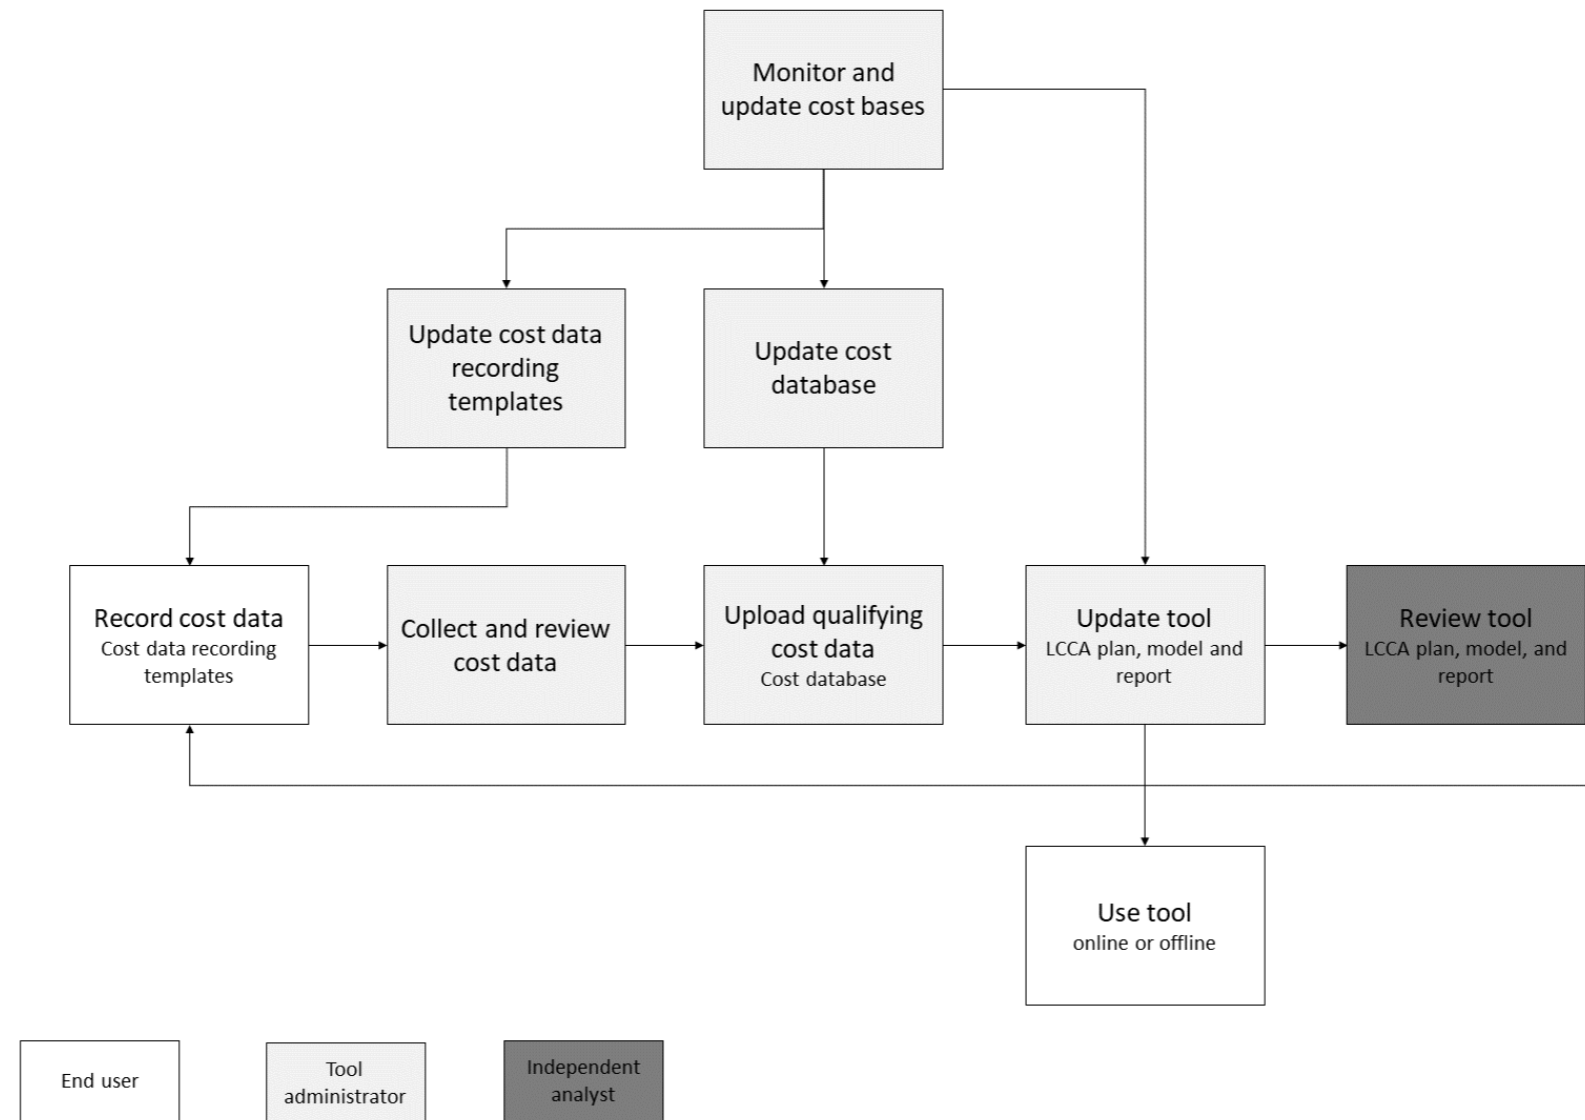 Monitor and
update cost bases
Update cost data
recording
templates
Update cost
database
Record cost data
Cost data recording
templates
Collect and review
cost data
Upload qualifying
cost data
Cost database
Update tool
LCCA plan, model and
report
Review tool
LCCA plan, model, and
report
Use tool
online or offline
End user
Tool
administrator
Independent
analyst